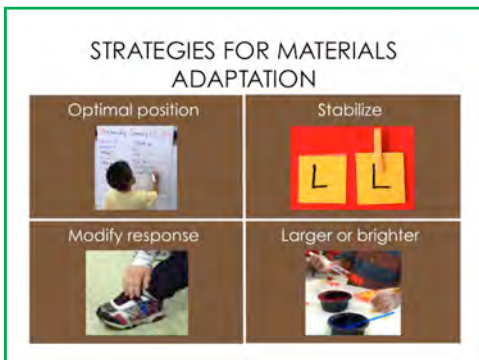 STRATEGIES FOR MATERIALS
ADAPTATION
Optimal position
Stabilize
L
L
Modify response
Larger or brighter